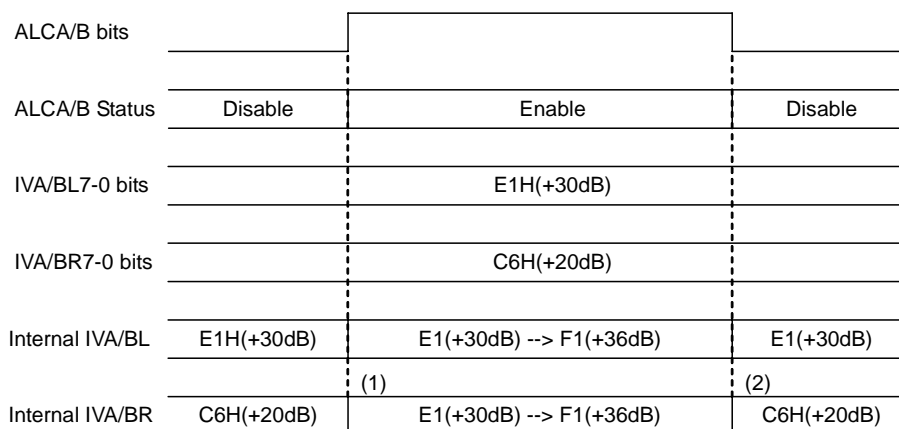 ALCA/B bits
ALCA/B Status Disable Enable Disable
IVA/BL7-0 bits E1H(+30dB)
IVA/BR7-0 bits C6H(+20dB)
Internal IVA/BL E1H(+30dB) E1(+30dB) --> F1(+36dB) E1(+30dB)
(1) (2)
Internal IVA/BR C6H(+20dB) E1(+30dB) --> F1(+36dB) C6H(+20dB)